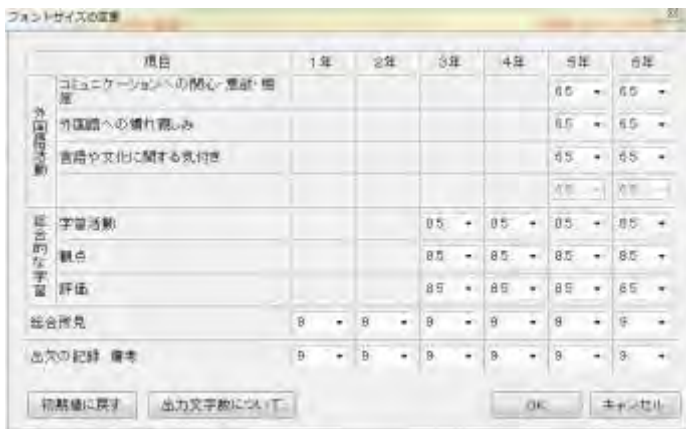 フォントサイズの変更
項目 1年 2年 3年 4年 5年 6年
外国語活動
コミュニケーションへの関心・意欲・態度 6.5 6.5
外国語への慣れ親しみ 6.5 6.5
言語や文化に関する気付き 6.5 6.5
6.5 6.5
総合的な学習
学習活動 8.5 8.5 8.5 8.5
観点 8.5 8.5 8.5 8.5
評価 8.5 8.5 8.5 8.5
総合所見 9 9 9 9 9 9
出欠の記録 備考 9 9 9 9 9 9
初期値に戻す 出力文字数について OK キャンセル